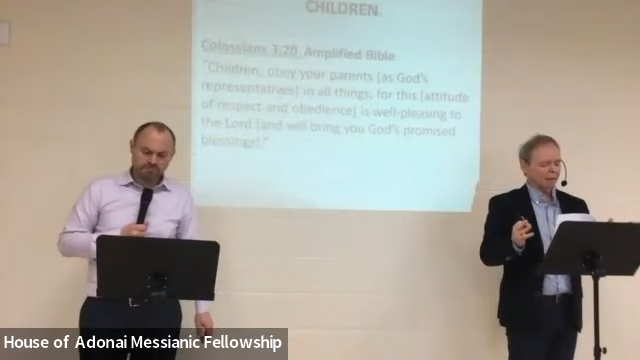 CHILDREN
Colossians 3:20 Amplified Bible
"Children, obey your parents [as God's
representatives] in all things, for this [attitude
of respect and obedience] is well-pleasing to
the Lord [and will bring you God's promised
blessings]."
House of Adonai Messianic Fellowship